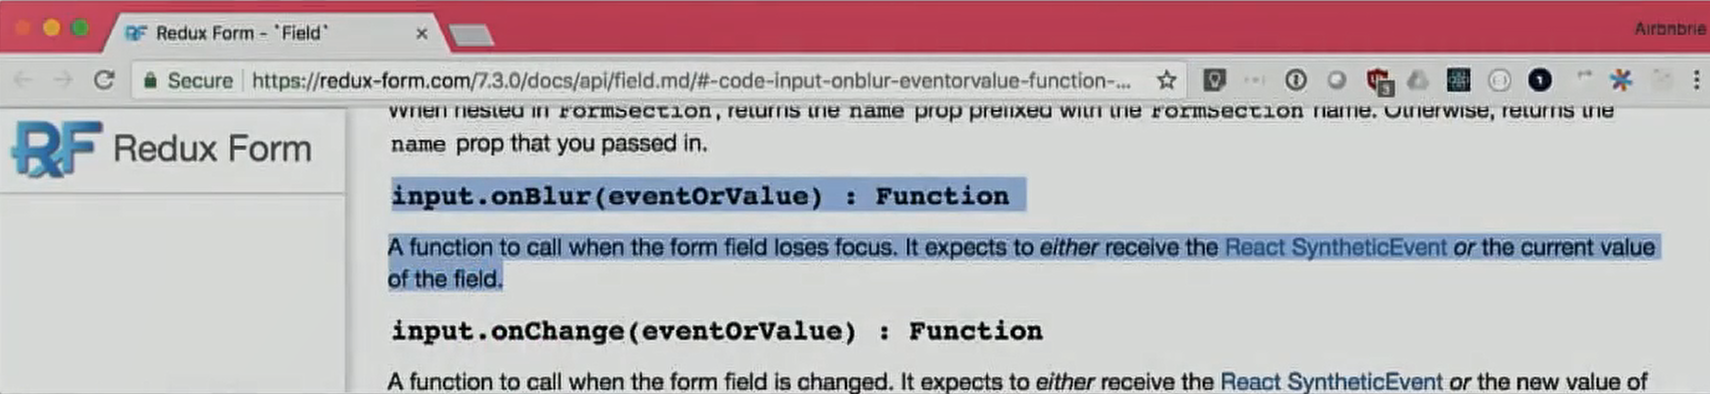 Redux Form - `Field`
Airbnbrie
Secure
https://redux-form.com/7.3.0/docs/api/field.md/#-code-input-onblur-eventorvalue-function-...
RF Redux Form
When nested in FormSection, returns the name prop prefixed with the FormSection name. Otherwise, returns the
name prop that you passed in.
input.onBlur(eventOrValue) : Function
A function to call when the form field loses focus. It expects to either receive the React SyntheticEvent or the current value
of the field.
input.onChange(eventOrValue) : Function
A function to call when the form field is changed. It expects to either receive the React SyntheticEvent or the new value of